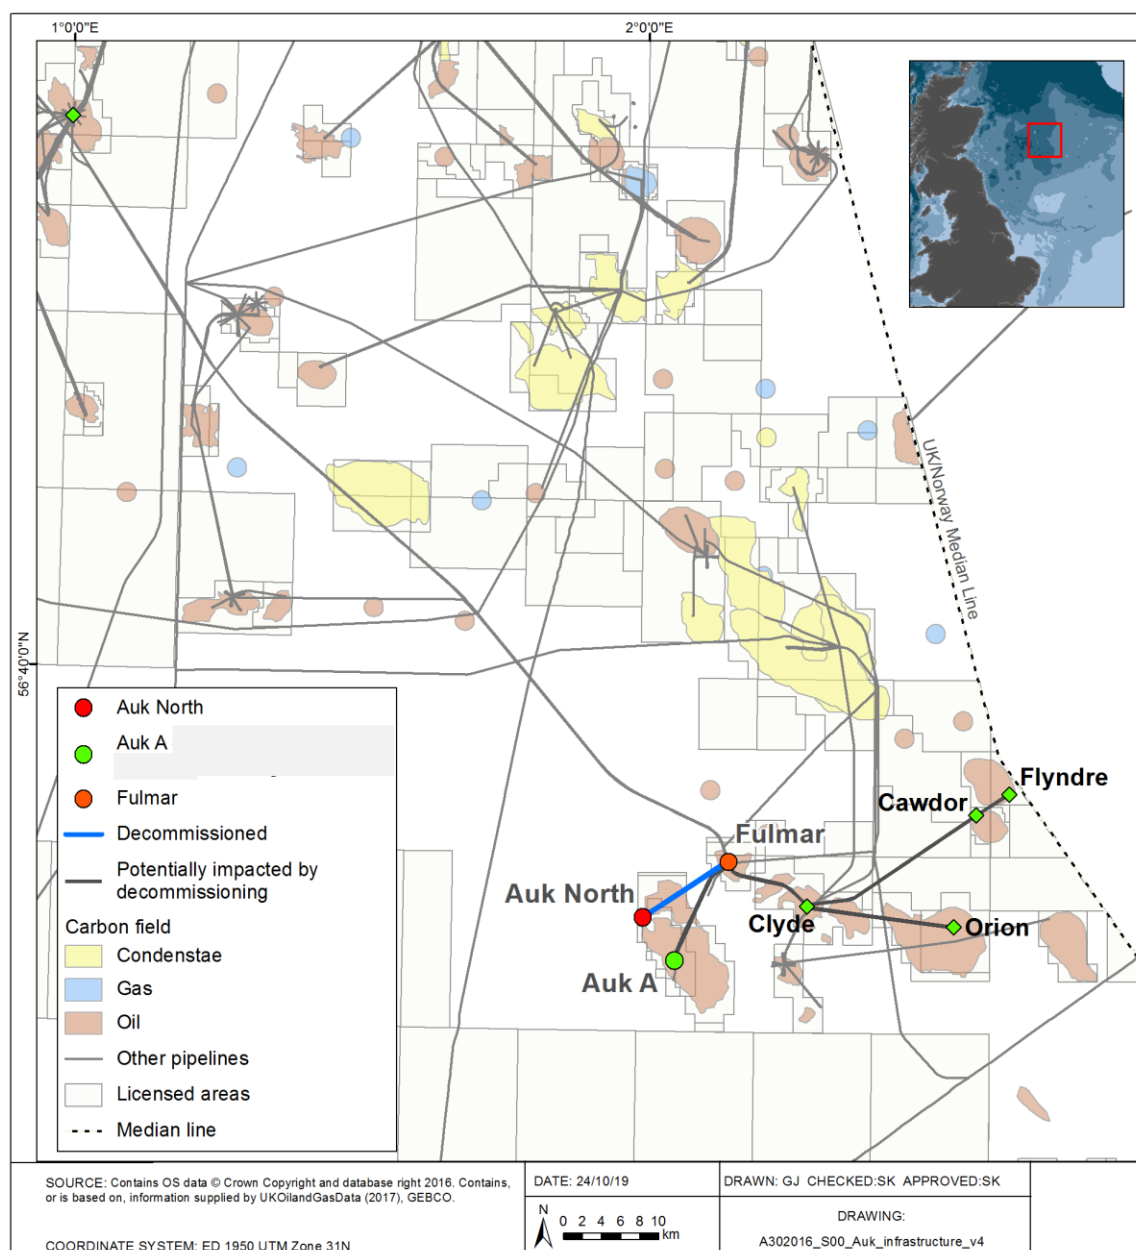 1°0'0"E
2°0'0"E
UK/Norway Median Line
56°40'0"N
Auk North
Auk A
Fulmar
Decommissioned
Potentially impacted by
decommissioning
Carbon field
Condenstae
Gas
Oil
Other pipelines
Licensed areas
Median line
Flyndre
Cawdor
Fulmar
Auk North
Clyde
Orion
Auk A
SOURCE: Contains OS data © Crown Copyright and database right 2016. Contains,
or is based on, information supplied by UKOilandGasData (2017), GEBCO.
COORDINATE SYSTEM: ED 1950 UTM Zone 31N
DATE: 24/10/19
N
0 2 4 6 8 10
km
DRAWN: GJ CHECKED:SK APPROVED:SK
DRAWING:
A302016_S00_Auk_infrastructure_v4